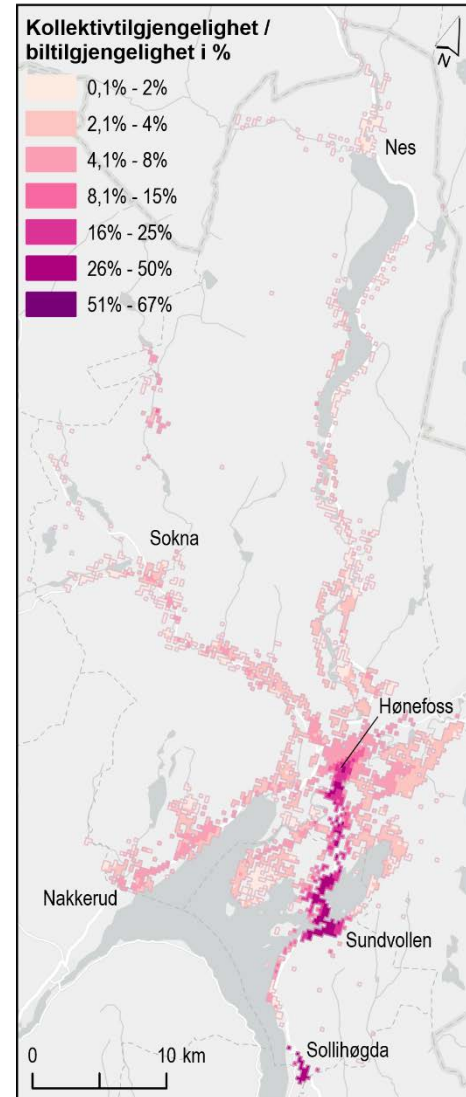 Kollektivtilgjengelighet /
biltilgjengelighet i %
0,1% - 2%
2,1% - 4%
4,1% - 8%
8,1% - 15%
16% - 25%
26% - 50%
51% - 67%
N
Nes
Sokna
Hønefoss
Nakkerud
Sundvollen
Sollihøgda
0 10 km